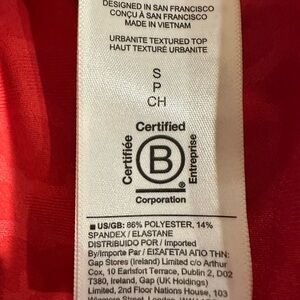 DESIGNED IN SAN FRANCISCO
CONÇU À SAN FRANCISCO
MADE IN VIETNAM
URBANITE TEXTURED TOP
HAUT TEXTURÉ URBANITE
S
P
CH
Certified
Certifiée
B
®
Entreprise
Corporation
■ US/GB: 86% POLYESTER, 14%
SPANDEX / ELASTANE
DISTRIBUIDO POR / Imported
By/Importé par / ΕΙΣΑΓΕΤΑΙ ΑΠΟ ΤΗΝ:
Gap Stores (Ireland) Limited c/o Arthur
Cox, 10 Earlsfort Terrace, Dublin 2, D02
T380, Ireland, Gap (UK Holdings)
Limited, 2nd Floor Nations House, 103
Wigmore Street, London